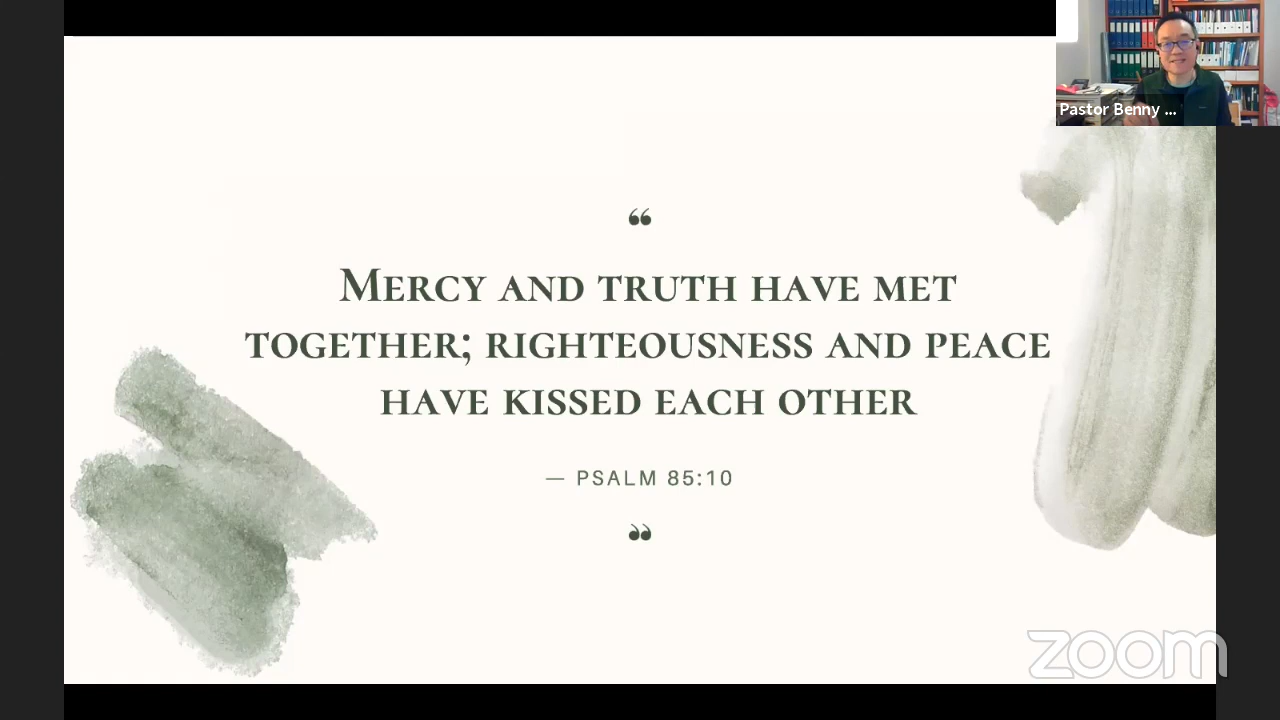 Pastor Benny ...
❝
Mercy and truth have met
together; righteousness and peace
have kissed each other
— PSALM 85:10
❞
zoom